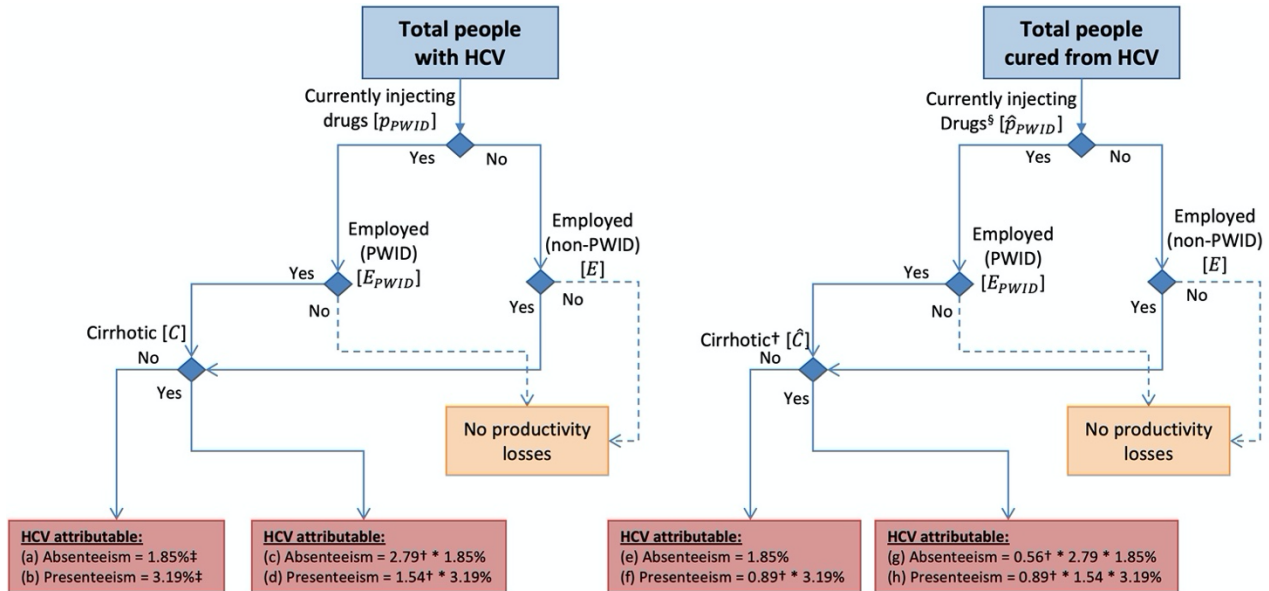 Total people
with HCV
Currently injecting
drugs [p_PWID]
Yes
No
Employed
(PWID)
[E_PWID]
Employed
(non-PWID)
[E]
Yes
No
Yes
No
Cirrhotic [C]
No
Yes
No productivity
losses
HCV attributable:
(a) Absenteeism = 1.85%‡
(b) Presenteeism = 3.19%‡
HCV attributable:
(c) Absenteeism = 2.79† * 1.85%
(d) Presenteeism = 1.54† * 3.19%
Total people
cured from HCV
Currently injecting
Drugs§ [p̂_PWID]
Yes
No
Employed
(PWID)
[E_PWID]
Employed
(non-PWID)
[E]
Yes
No
Yes
No
Cirrhotic† [Ĉ]
No
Yes
No productivity
losses
HCV attributable:
(e) Absenteeism = 1.85%
(f) Presenteeism = 0.89† * 3.19%
HCV attributable:
(g) Absenteeism = 0.56† * 2.79 * 1.85%
(h) Presenteeism = 0.89† * 1.54 * 3.19%